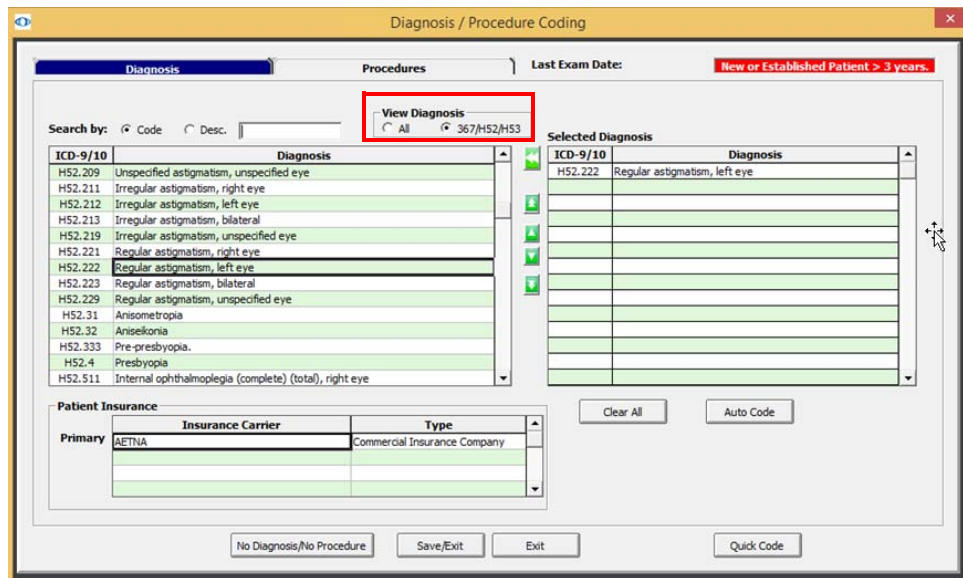 Diagnosis / Procedure Coding
Diagnosis
Procedures
Last Exam Date:
New or Established Patient > 3 years.
View Diagnosis
All 367/H52/H53
Search by: Code Desc.
Selected Diagnosis
ICD-9/10 Diagnosis
H52.209 Unspecified astigmatism, unspecified eye
H52.211 Irregular astigmatism, right eye
H52.212 Irregular astigmatism, left eye
H52.213 Irregular astigmatism, bilateral
H52.219 Irregular astigmatism, unspecified eye
H52.221 Regular astigmatism, right eye
H52.222 Regular astigmatism, left eye
H52.223 Regular astigmatism, bilateral
H52.229 Regular astigmatism, unspecified eye
H52.31 Anisometropia
H52.32 Aniseikonia
H52.333 Pre-presbyopia.
H52.4 Presbyopia
H52.511 Internal ophthalmoplegia (complete) (total), right eye
ICD-9/10 Diagnosis
H52.222 Regular astigmatism, left eye
Clear All
Auto Code
Patient Insurance
Insurance Carrier Type
Primary AETNA Commercial Insurance Company
No Diagnosis/No Procedure
Save/Exit
Exit
Quick Code